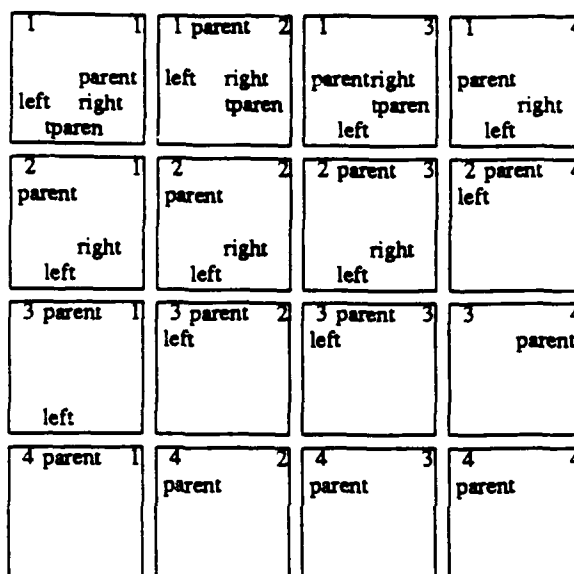 1 1 1 parent 2 1 3 1 4
parent left right parentright parent
left right tparen tparen right
tparen left left
2 1 2 2 2 parent 3 2 parent 4
parent parent left
right right right
left left left
3 parent 1 3 parent 2 3 parent 3 3 4
left left parent
left
4 parent 1 4 2 4 3 4 4
parent parent parent